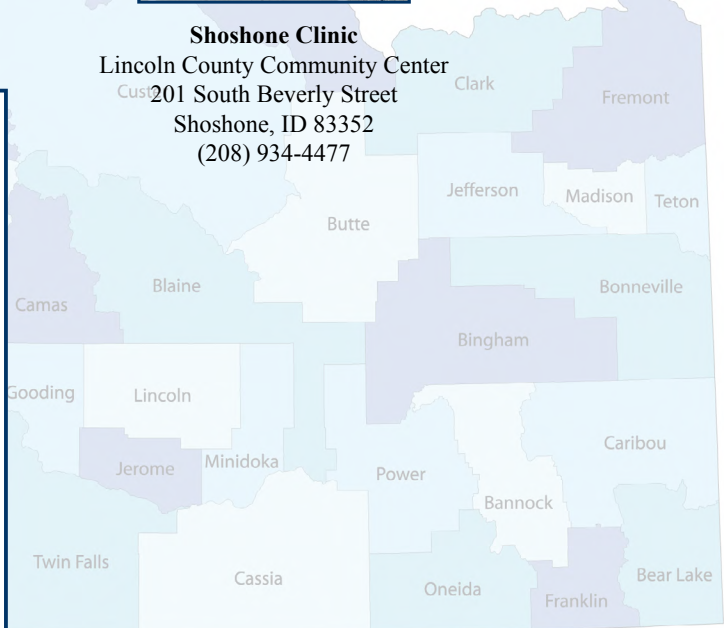 Shoshone Clinic
Lincoln County Community Center
201 South Beverly Street
Shoshone, ID 83352
(208) 934-4477
Clark
Fremont
Jefferson
Madison
Teton
Butte
Blaine
Bonneville
Camas
Bingham
Gooding
Lincoln
Caribou
Jerome
Minidoka
Power
Bannock
Twin Falls
Cassia
Oneida
Franklin
Bear Lake